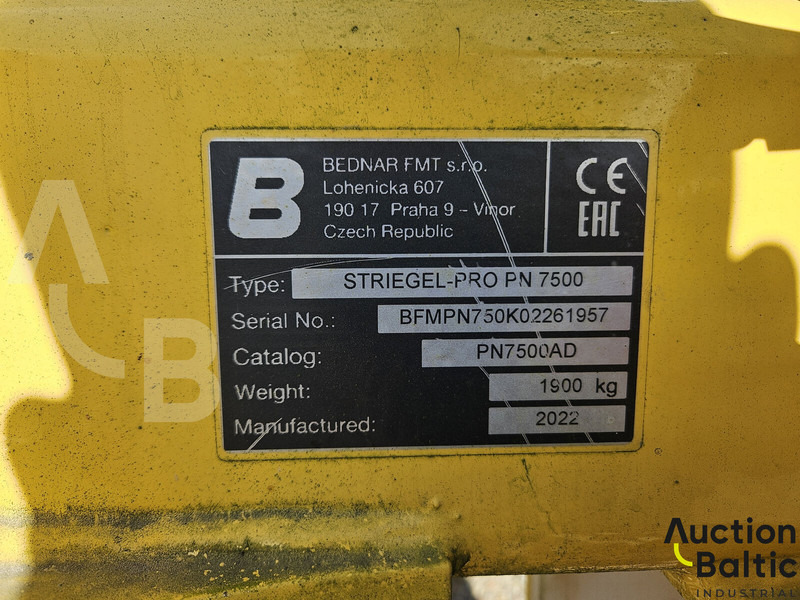 B
BEDNAR FMT s.r.o.
Lohenicka 607
190 17 Praha 9 - Vinor
Czech Republic
CE
EAC
Type: STRIEGEL-PRO PN 7500
Serial No.: BFMPN750K02261957
Catalog: PN7500AD
Weight: 1900 kg
Manufactured: 2022
A
B
Auction
Baltic
INDUSTRIAL